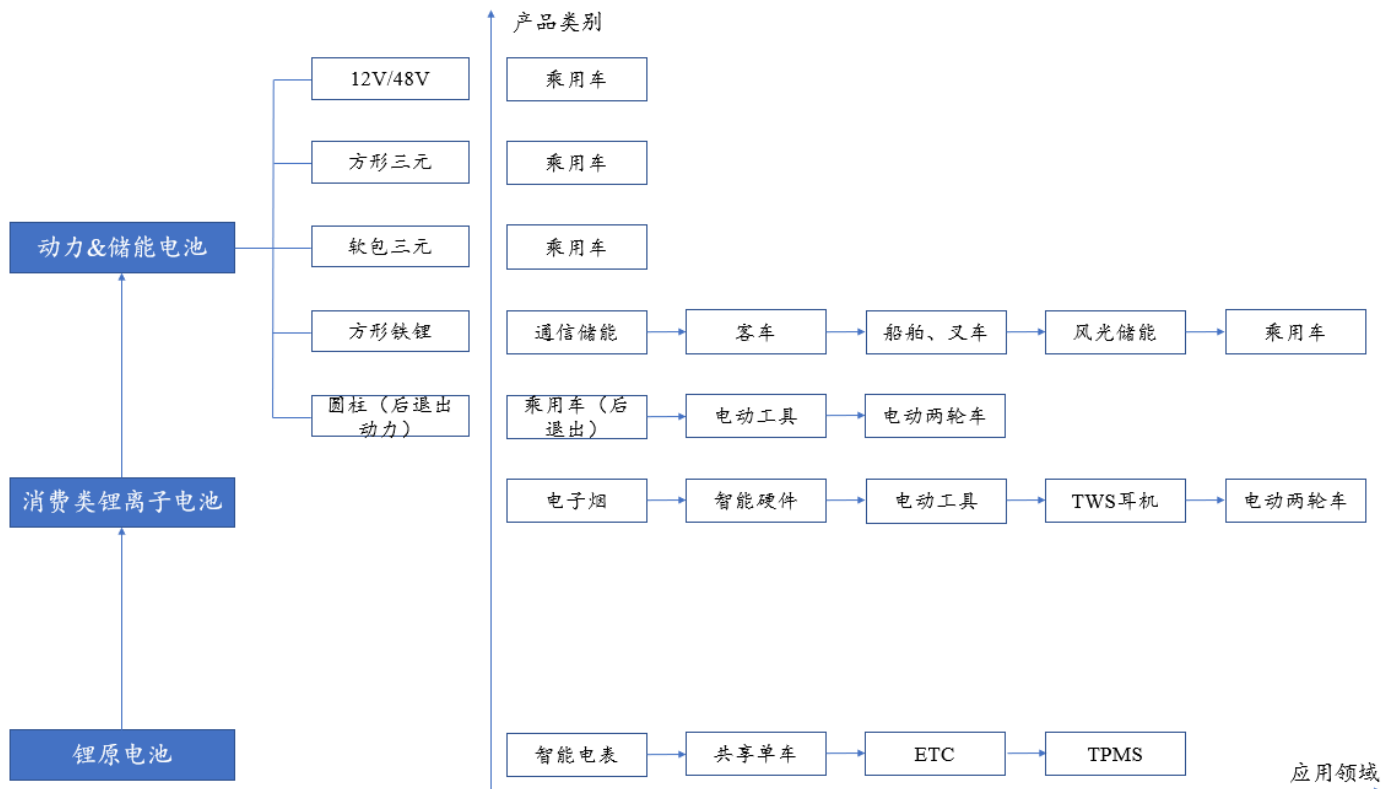 产品类别
12V/48V
乘用车
方形三元
乘用车
动力&储能电池
软包三元
乘用车
方形铁锂
通信储能
客车
船舶、叉车
风光储能
乘用车
圆柱（后退出
动力）
乘用车（后
退出）
电动工具
电动两轮车
消费类锂离子电池
电子烟
智能硬件
电动工具
TWS耳机
电动两轮车
锂原电池
智能电表
共享单车
ETC
TPMS
应用领域